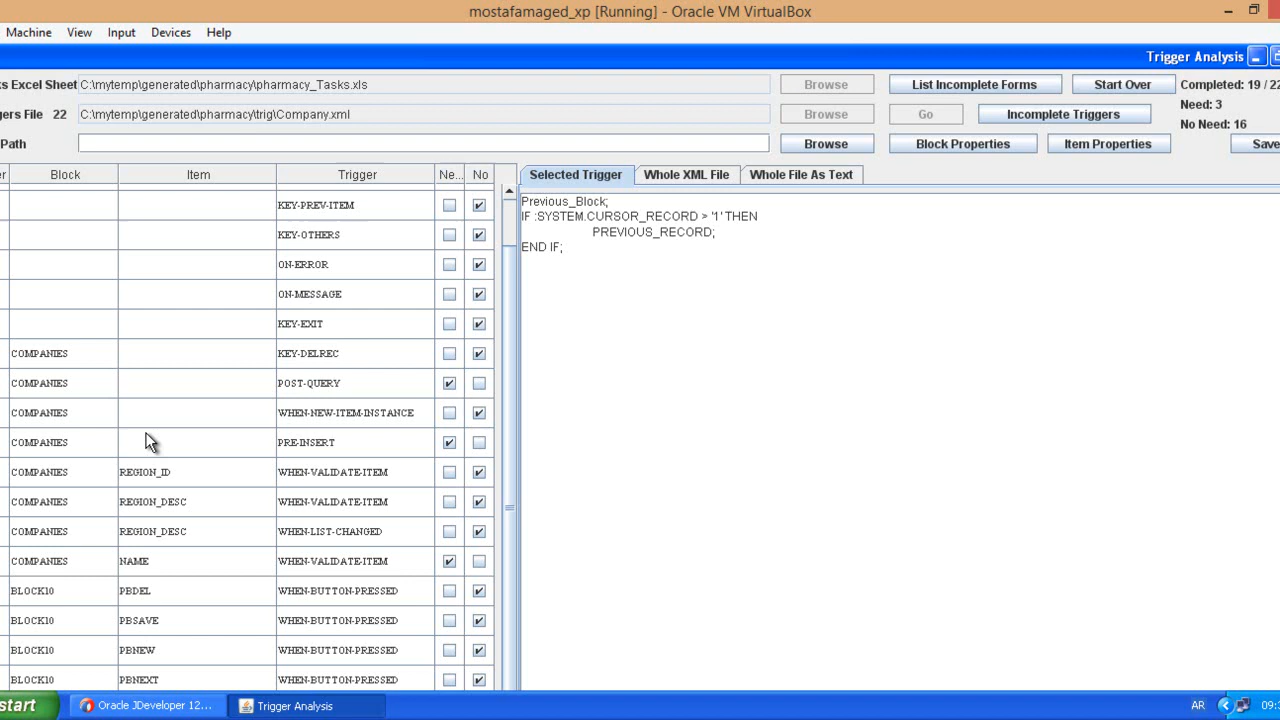 mostafamaged_xp [Running] - Oracle VM VirtualBox
Machine View Input Devices Help
Trigger Analysis
ks Excel Sheet C:\mytemp\generated\pharmacy\pharmacy_Tasks.xls Browse List Incomplete Forms Start Over Completed: 19 / 22
gers File 22 C:\mytemp\generated\pharmacy\trig\Company.xml Browse Go Incomplete Triggers Need: 3
No Need: 16
Path Browse Block Properties Item Properties Save
er Block Item Trigger Ne... No Selected Trigger Whole XML File Whole File As Text
KEY-PREV-ITEM
KEY-OTHERS
ON-ERROR
ON-MESSAGE
KEY-EXIT
COMPANIES KEY-DELREC
COMPANIES POST-QUERY
COMPANIES WHEN-NEW-ITEM-INSTANCE
COMPANIES PRE-INSERT
COMPANIES REGION_ID WHEN-VALIDATE-ITEM
COMPANIES REGION_DESC WHEN-VALIDATE-ITEM
COMPANIES REGION_DESC WHEN-LIST-CHANGED
COMPANIES NAME WHEN-VALIDATE-ITEM
BLOCK10 PBDEL WHEN-BUTTON-PRESSED
BLOCK10 PBSAVE WHEN-BUTTON-PRESSED
BLOCK10 PBNEW WHEN-BUTTON-PRESSED
BLOCK10 PBNEXT WHEN-BUTTON-PRESSED
Previous_Block;
IF :SYSTEM.CURSOR_RECORD > '1' THEN
PREVIOUS_RECORD;
END IF;
start Oracle JDeveloper 12... Trigger Analysis AR 09: